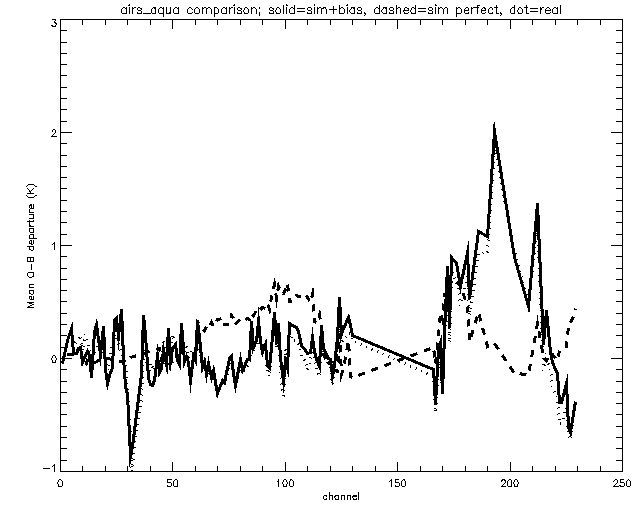 airs_aqua comparison; solid=sim+bias, dashed=sim perfect, dot=real
3
2
1
0
-1
Mean O-B departure (K)
0 50 100 150 200 250
channel